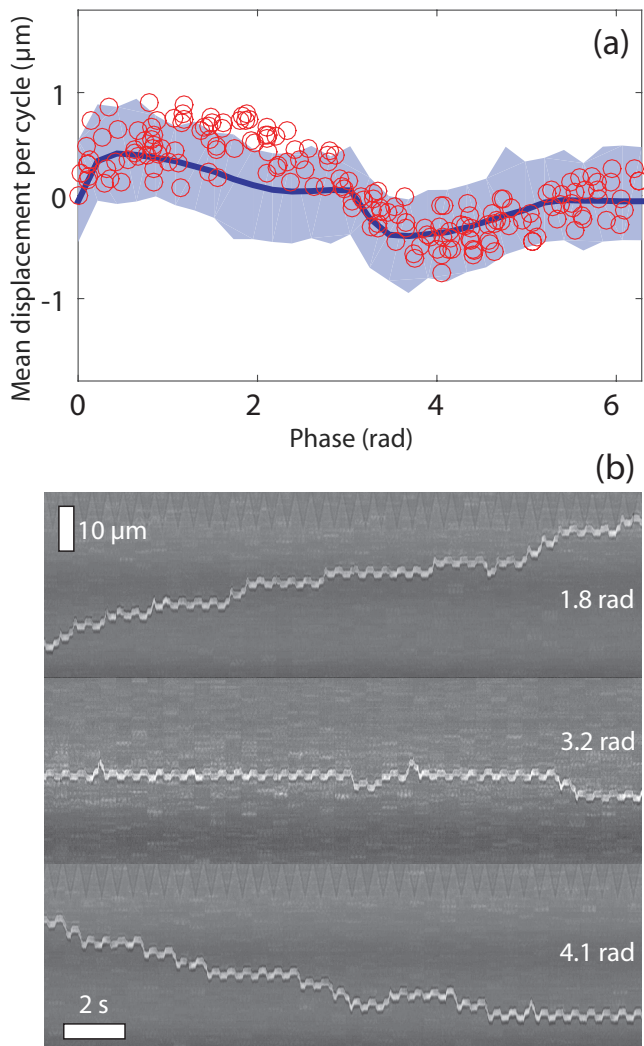 (a)
Mean displacement per cycle (µm)
1
0
-1
0
2
4
6
Phase (rad)
(b)
10 µm
1.8 rad
3.2 rad
4.1 rad
2 s